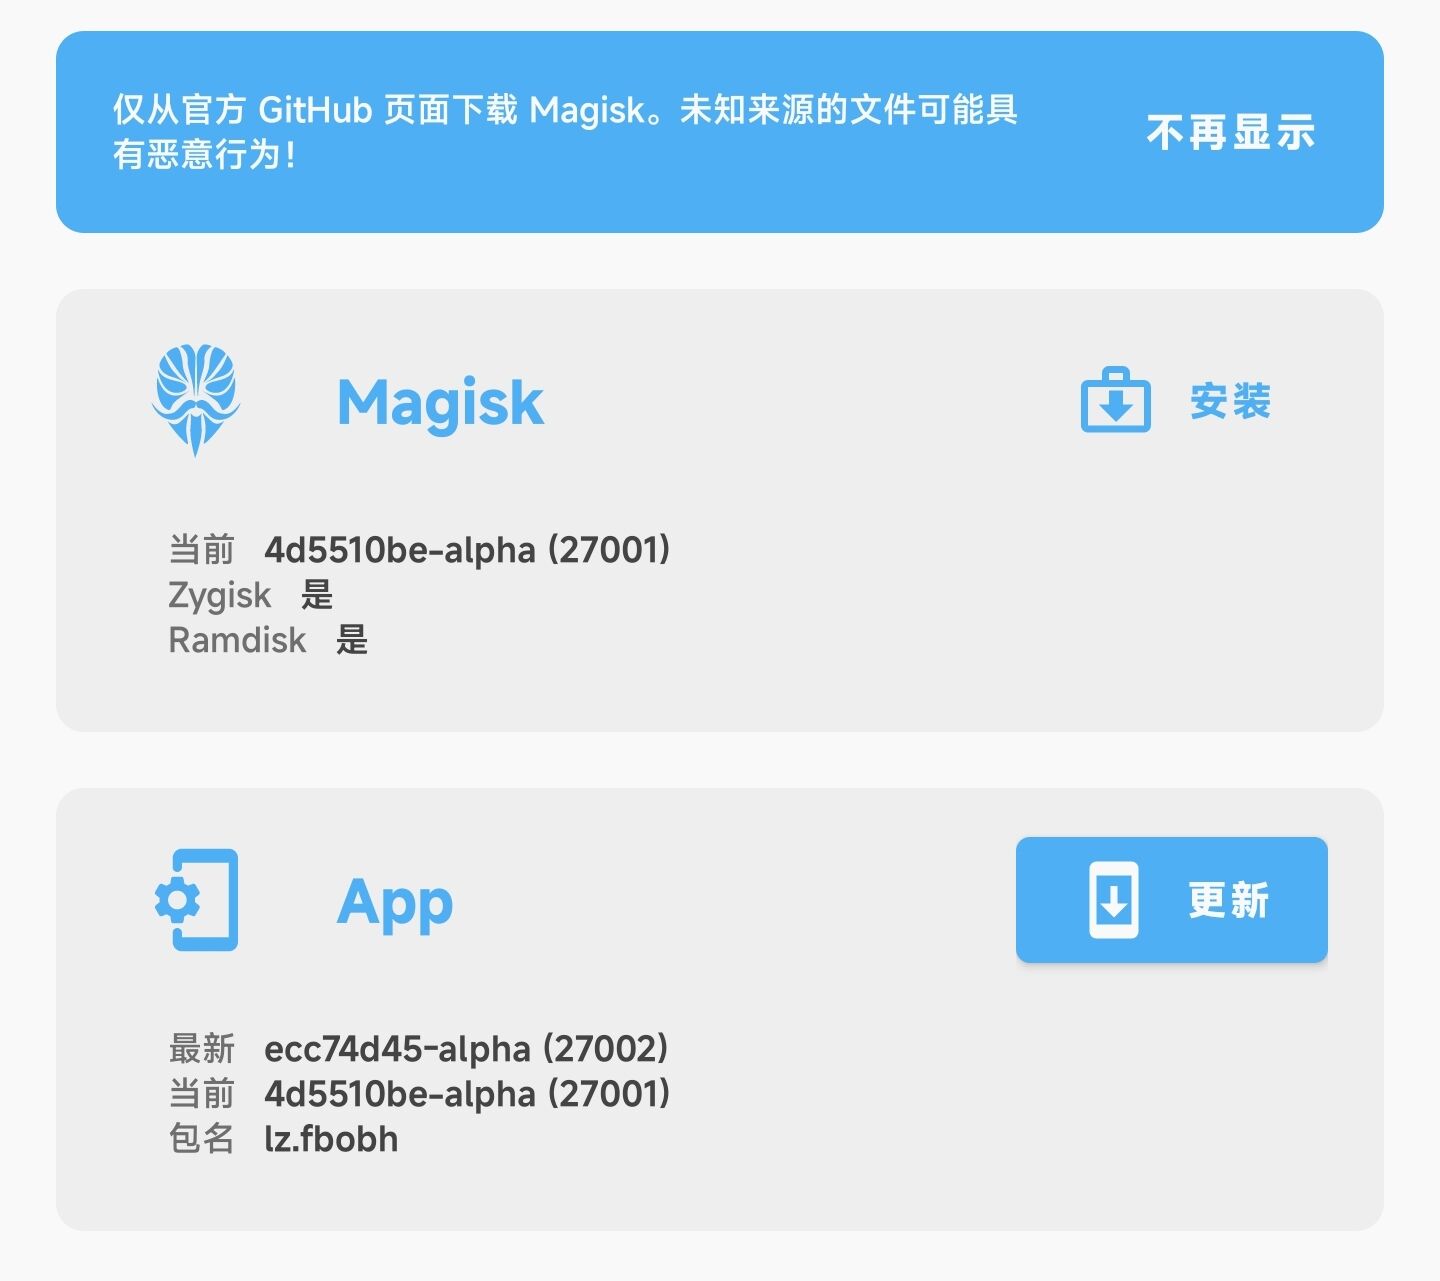 仅从官方 GitHub 页面下载 Magisk。未知来源的文件可能具
有恶意行为！
不再显示
Magisk
安装
当前 4d5510be-alpha (27001)
Zygisk 是
Ramdisk 是
App
更新
最新 ecc74d45-alpha (27002)
当前 4d5510be-alpha (27001)
包名 lz.fbobh